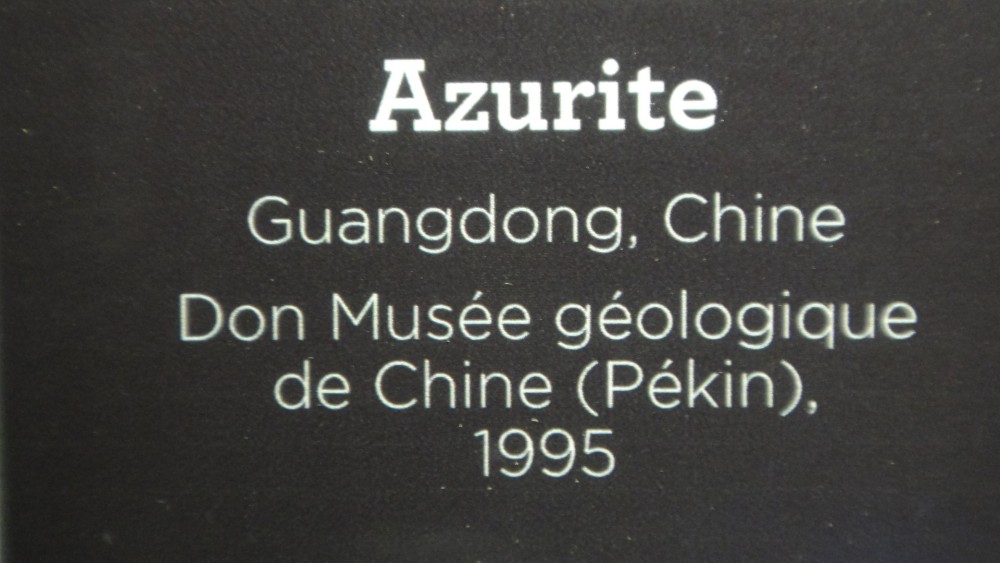 Azurite
Guangdong, Chine
Don Musée géologique
de Chine (Pékin),
1995